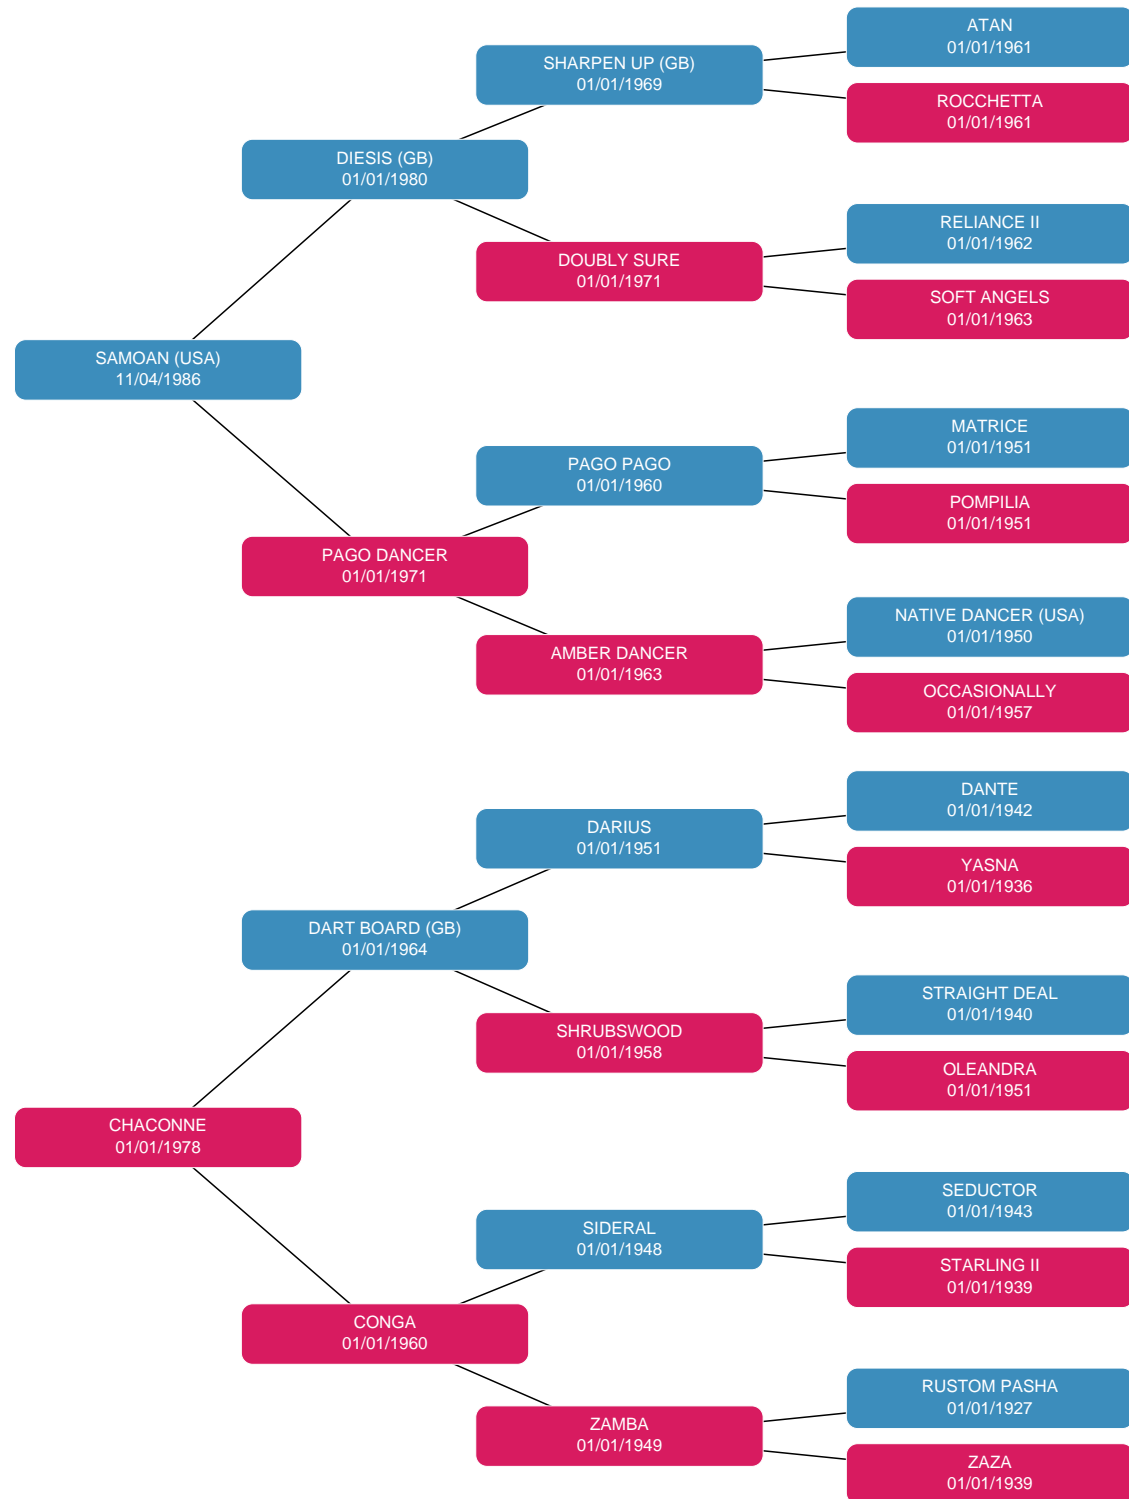 ATAN
01/01/1961
SHARPEN UP (GB)
01/01/1969
ROCCHETTA
01/01/1961
DIESIS (GB)
01/01/1980
RELIANCE II
01/01/1962
DOUBLY SURE
01/01/1971
SOFT ANGELS
01/01/1963
SAMOAN (USA)
11/04/1986
MATRICE
01/01/1951
PAGO PAGO
01/01/1960
POMPILIA
01/01/1951
PAGO DANCER
01/01/1971
NATIVE DANCER (USA)
01/01/1950
AMBER DANCER
01/01/1963
OCCASIONALLY
01/01/1957
DANTE
01/01/1942
DARIUS
01/01/1951
YASNA
01/01/1936
DART BOARD (GB)
01/01/1964
STRAIGHT DEAL
01/01/1940
SHRUBSWOOD
01/01/1958
OLEANDRA
01/01/1951
CHACONNE
01/01/1978
SEDUCTOR
01/01/1943
SIDERAL
01/01/1948
STARLING II
01/01/1939
CONGA
01/01/1960
RUSTOM PASHA
01/01/1927
ZAMBA
01/01/1949
ZAZA
01/01/1939